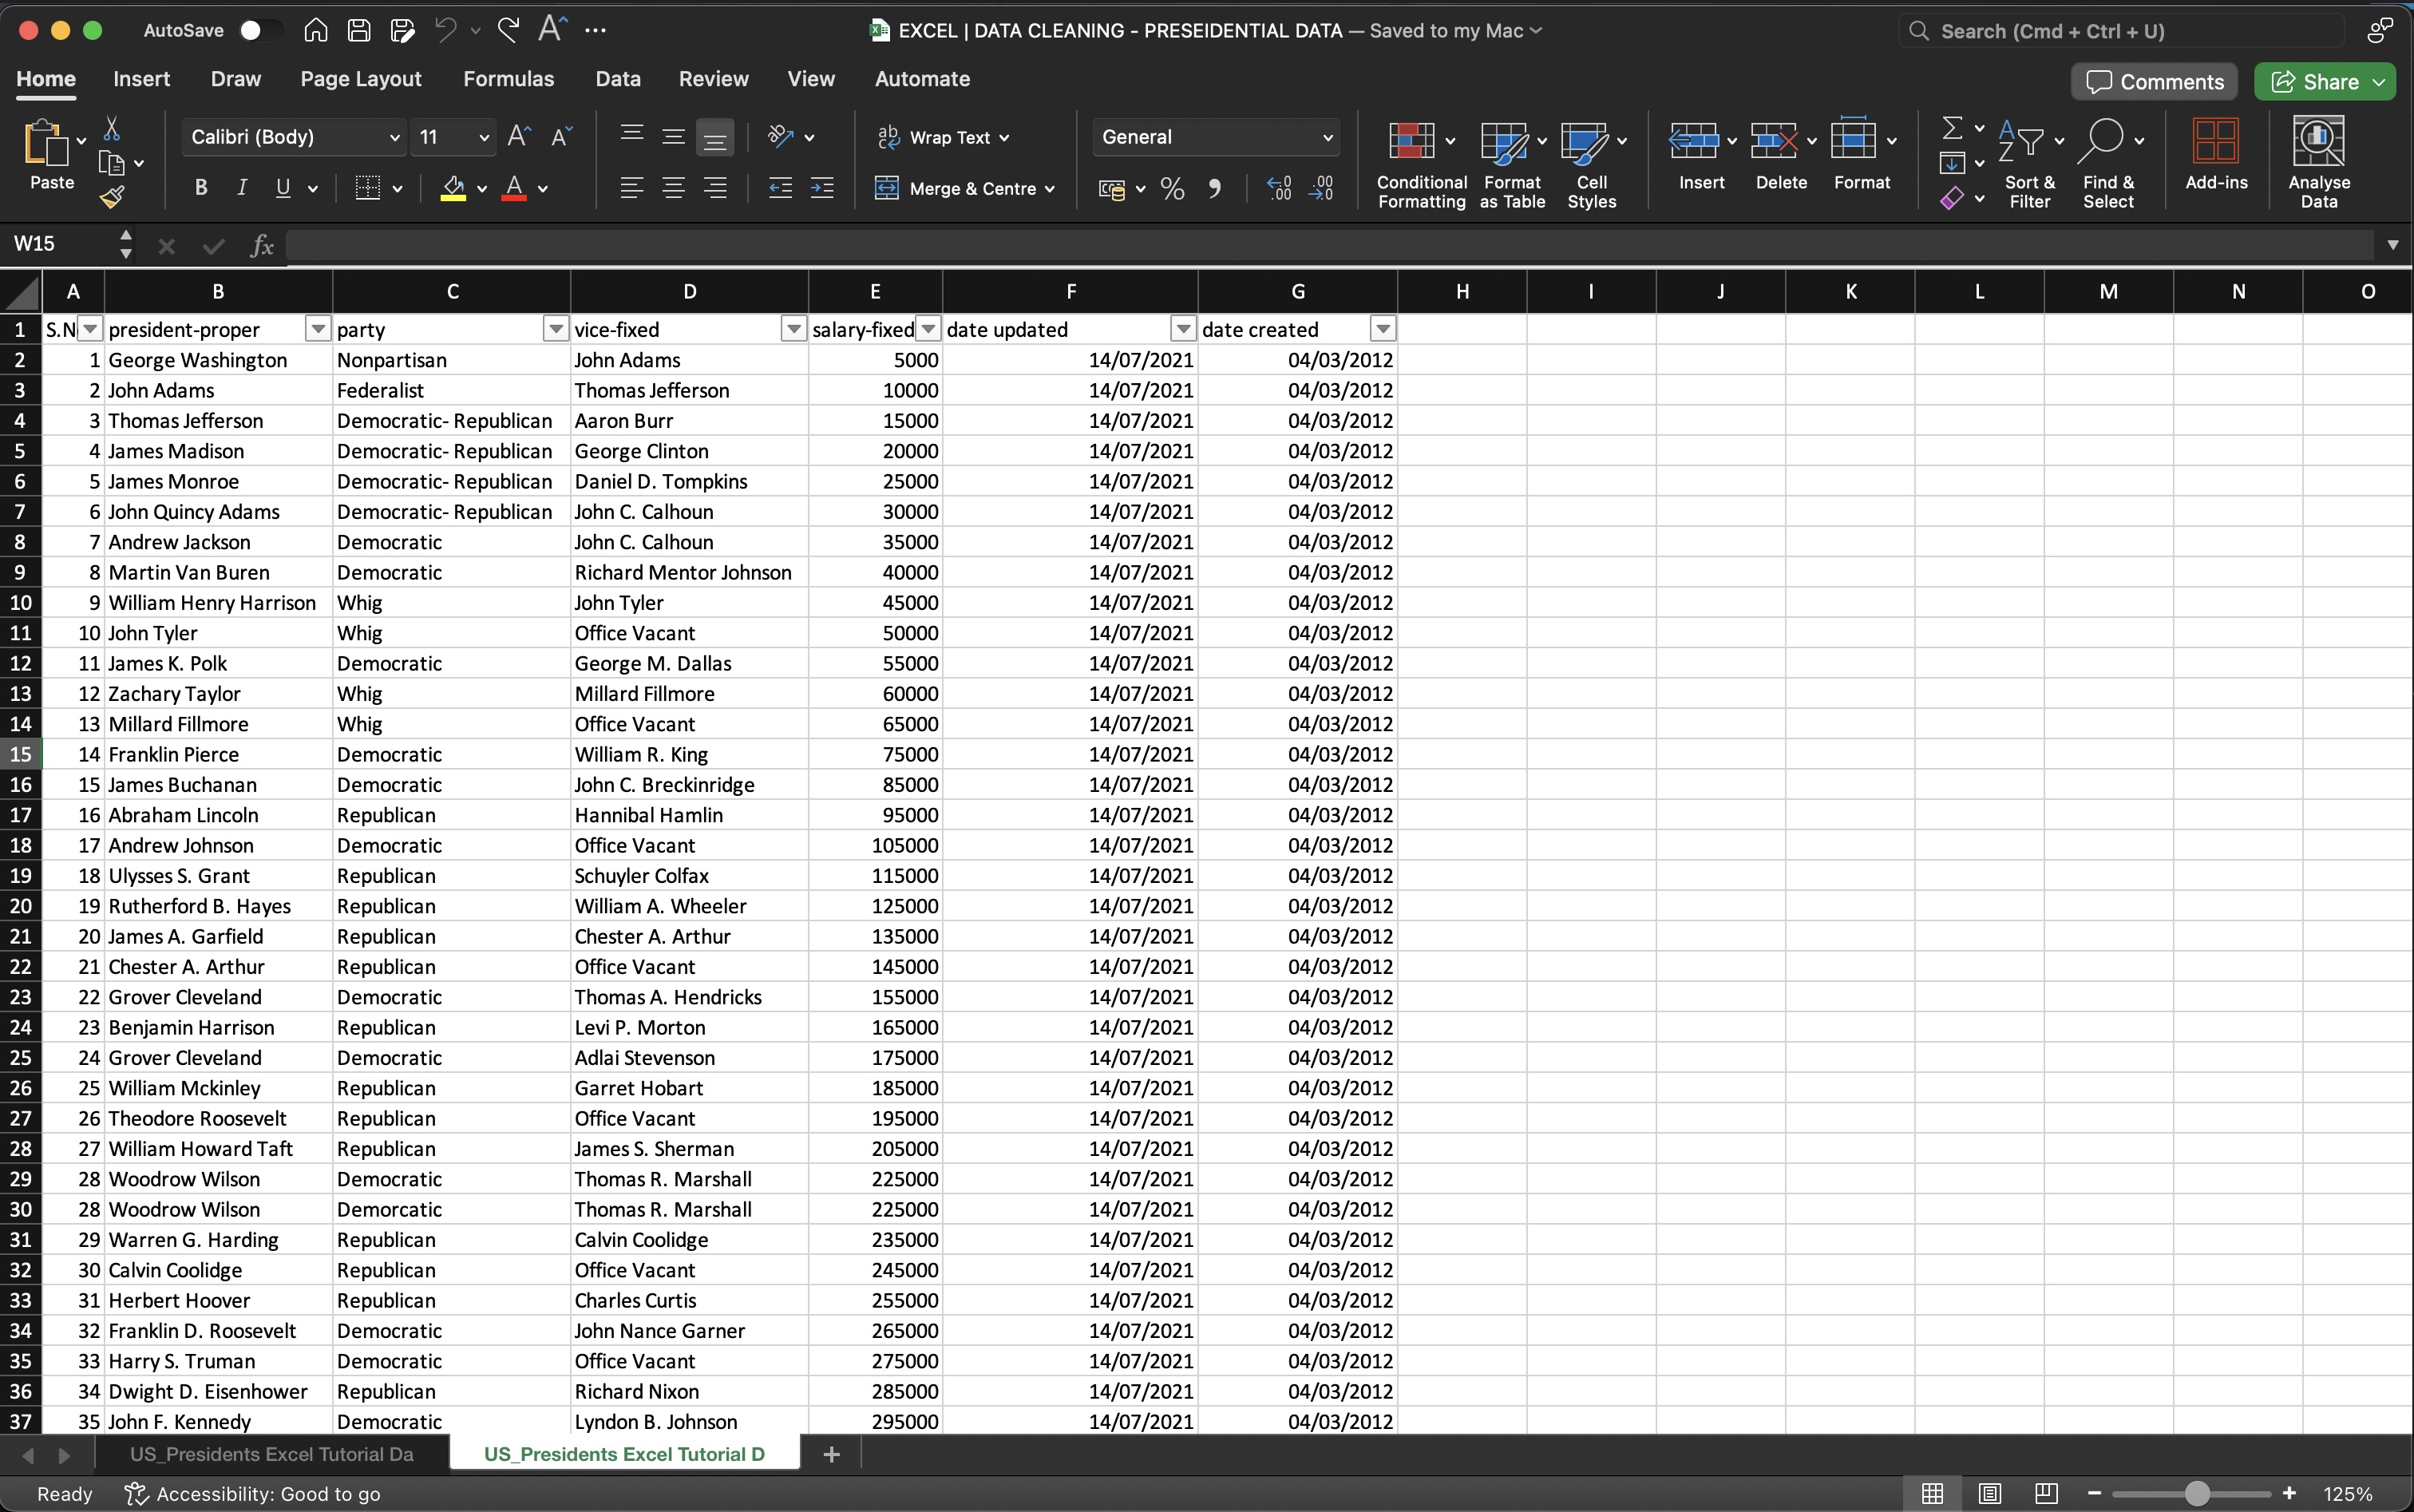 AutoSave
EXCEL | DATA CLEANING - PRESEIDENTIAL DATA — Saved to my Mac
Search (Cmd + Ctrl + U)
Home Insert Draw Page Layout Formulas Data Review View Automate
Comments Share
Paste
Calibri (Body) 11
Wrap Text
Merge & Centre
General
Conditional Formatting
Format as Table
Cell Styles
Insert Delete Format
Sort & Filter
Find & Select
Add-ins
Analyse Data
W15 fx
A B C D E F G H I J K L M N O
1 S.N president-proper party vice-fixed salary-fixed date updated date created
2 1 George Washington Nonpartisan John Adams 5000 14/07/2021 04/03/2012
3 2 John Adams Federalist Thomas Jefferson 10000 14/07/2021 04/03/2012
4 3 Thomas Jefferson Democratic- Republican Aaron Burr 15000 14/07/2021 04/03/2012
5 4 James Madison Democratic- Republican George Clinton 20000 14/07/2021 04/03/2012
6 5 James Monroe Democratic- Republican Daniel D. Tompkins 25000 14/07/2021 04/03/2012
7 6 John Quincy Adams Democratic- Republican John C. Calhoun 30000 14/07/2021 04/03/2012
8 7 Andrew Jackson Democratic John C. Calhoun 35000 14/07/2021 04/03/2012
9 8 Martin Van Buren Democratic Richard Mentor Johnson 40000 14/07/2021 04/03/2012
10 9 William Henry Harrison Whig John Tyler 45000 14/07/2021 04/03/2012
11 10 John Tyler Whig Office Vacant 50000 14/07/2021 04/03/2012
12 11 James K. Polk Democratic George M. Dallas 55000 14/07/2021 04/03/2012
13 12 Zachary Taylor Whig Millard Fillmore 60000 14/07/2021 04/03/2012
14 13 Millard Fillmore Whig Office Vacant 65000 14/07/2021 04/03/2012
15 14 Franklin Pierce Democratic William R. King 75000 14/07/2021 04/03/2012
16 15 James Buchanan Democratic John C. Breckinridge 85000 14/07/2021 04/03/2012
17 16 Abraham Lincoln Republican Hannibal Hamlin 95000 14/07/2021 04/03/2012
18 17 Andrew Johnson Democratic Office Vacant 105000 14/07/2021 04/03/2012
19 18 Ulysses S. Grant Republican Schuyler Colfax 115000 14/07/2021 04/03/2012
20 19 Rutherford B. Hayes Republican William A. Wheeler 125000 14/07/2021 04/03/2012
21 20 James A. Garfield Republican Chester A. Arthur 135000 14/07/2021 04/03/2012
22 21 Chester A. Arthur Republican Office Vacant 145000 14/07/2021 04/03/2012
23 22 Grover Cleveland Democratic Thomas A. Hendricks 155000 14/07/2021 04/03/2012
24 23 Benjamin Harrison Republican Levi P. Morton 165000 14/07/2021 04/03/2012
25 24 Grover Cleveland Democratic Adlai Stevenson 175000 14/07/2021 04/03/2012
26 25 William Mckinley Republican Garret Hobart 185000 14/07/2021 04/03/2012
27 26 Theodore Roosevelt Republican Office Vacant 195000 14/07/2021 04/03/2012
28 27 William Howard Taft Republican James S. Sherman 205000 14/07/2021 04/03/2012
29 28 Woodrow Wilson Democratic Thomas R. Marshall 225000 14/07/2021 04/03/2012
30 28 Woodrow Wilson Demorcatic Thomas R. Marshall 225000 14/07/2021 04/03/2012
31 29 Warren G. Harding Republican Calvin Coolidge 235000 14/07/2021 04/03/2012
32 30 Calvin Coolidge Republican Office Vacant 245000 14/07/2021 04/03/2012
33 31 Herbert Hoover Republican Charles Curtis 255000 14/07/2021 04/03/2012
34 32 Franklin D. Roosevelt Democratic John Nance Garner 265000 14/07/2021 04/03/2012
35 33 Harry S. Truman Democratic Office Vacant 275000 14/07/2021 04/03/2012
36 34 Dwight D. Eisenhower Republican Richard Nixon 285000 14/07/2021 04/03/2012
37 35 John F. Kennedy Democratic Lyndon B. Johnson 295000 14/07/2021 04/03/2012
US_Presidents Excel Tutorial Da US_Presidents Excel Tutorial D +
Ready Accessibility: Good to go 125%